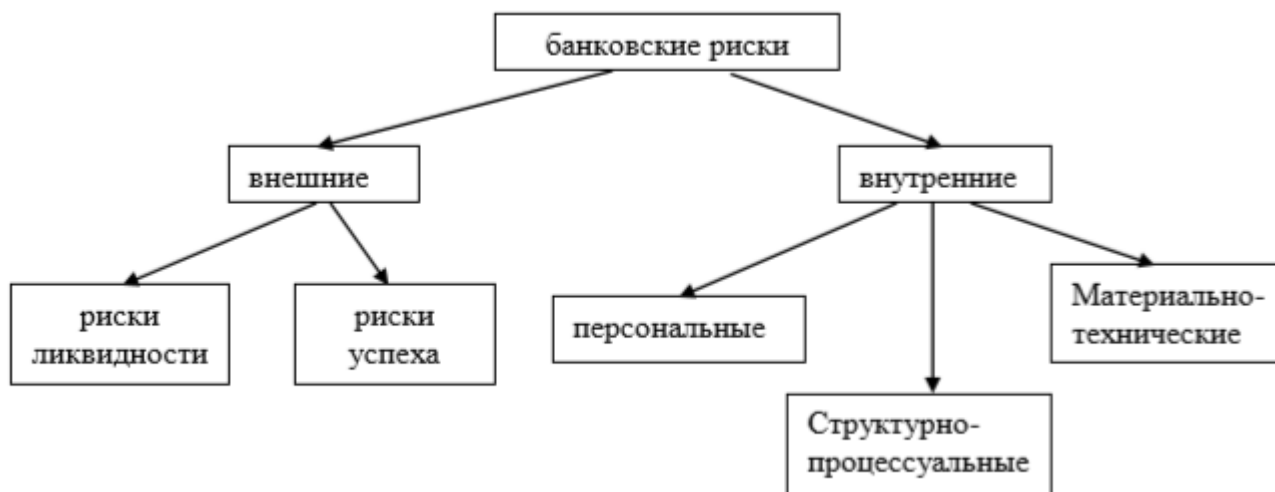 банковские риски
внешние
внутренние
риски
ликвидности
риски
успеха
персональные
Материально-
технические
Структурно-
процессуальные